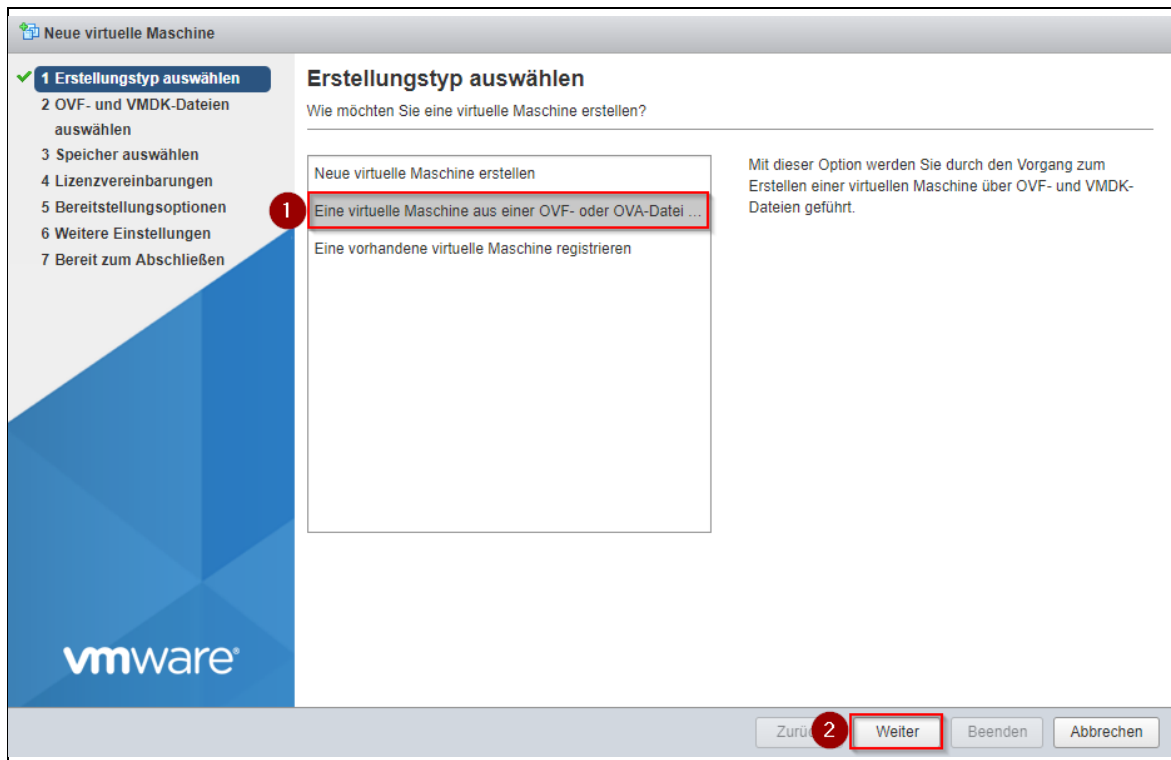 Neue virtuelle Maschine
1 Erstellungstyp auswählen
2 OVF- und VMDK-Dateien
auswählen
3 Speicher auswählen
4 Lizenzvereinbarungen
5 Bereitstellungsoptionen
6 Weitere Einstellungen
7 Bereit zum Abschließen
vmware®
Erstellungstyp auswählen
Wie möchten Sie eine virtuelle Maschine erstellen?
Neue virtuelle Maschine erstellen
1 Eine virtuelle Maschine aus einer OVF- oder OVA-Datei ...
Eine vorhandene virtuelle Maschine registrieren
Mit dieser Option werden Sie durch den Vorgang zum
Erstellen einer virtuellen Maschine über OVF- und VMDK-
Dateien geführt.
2 Weiter Beenden Abbrechen